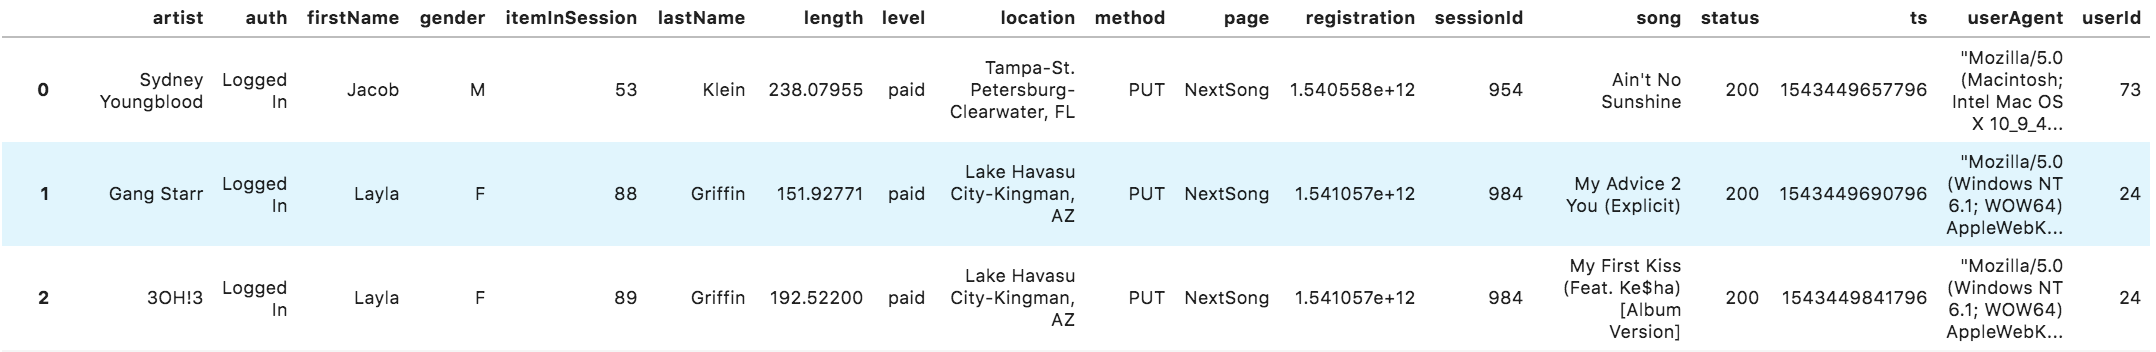 artist auth firstName gender itemInSession lastName length level location method page registration sessionId song status ts userAgent userId
0 Sydney Youngblood Logged In Jacob M 53 Klein 238.07955 paid Tampa-St. Petersburg-Clearwater, FL PUT NextSong 1.540558e+12 954 Ain't No Sunshine 200 1543449657796 "Mozilla/5.0 (Macintosh; Intel Mac OS X 10_9_4... 73
1 Gang Starr Logged In Layla F 88 Griffin 151.92771 paid Lake Havasu City-Kingman, AZ PUT NextSong 1.541057e+12 984 My Advice 2 You (Explicit) 200 1543449690796 "Mozilla/5.0 (Windows NT 6.1; WOW64) AppleWebK... 24
2 3OH!3 Logged In Layla F 89 Griffin 192.52200 paid Lake Havasu City-Kingman, AZ PUT NextSong 1.541057e+12 984 My First Kiss (Feat. Ke$ha) [Album Version] 200 1543449841796 "Mozilla/5.0 (Windows NT 6.1; WOW64) AppleWebK... 24